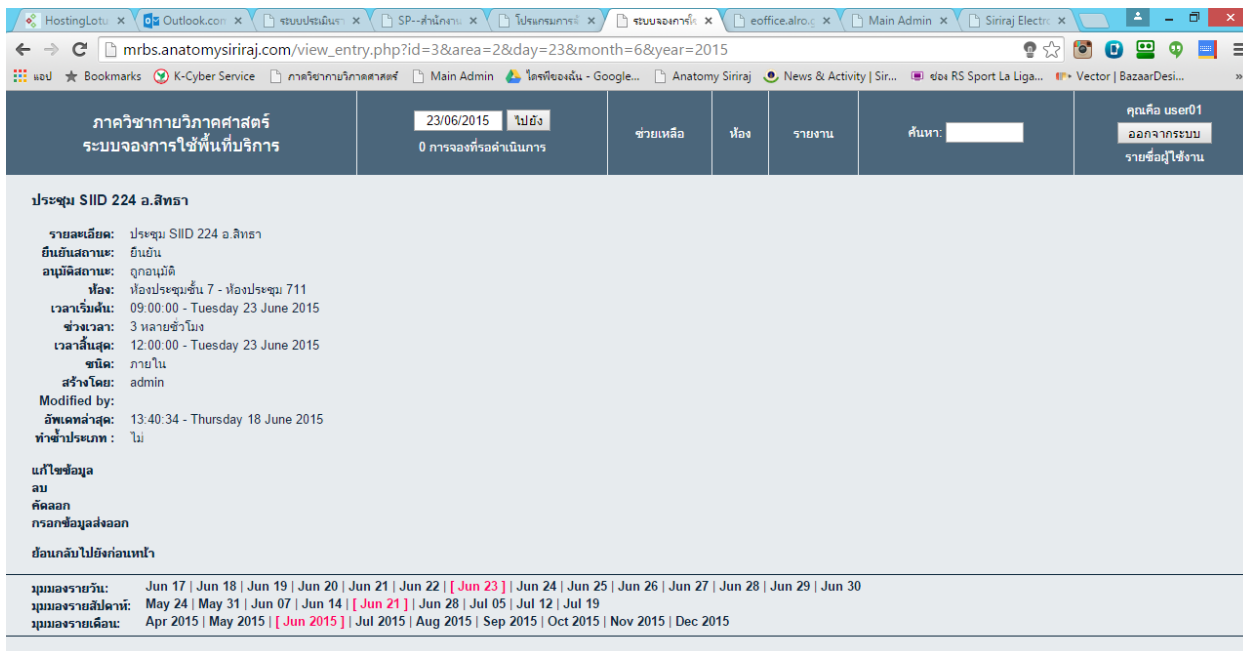 HostingLotu
Outlook.con
ระบบประเมินรา
SP--สำนักงาน
โปรแกรมการจ
ระบบจองการใช้
eoffice.alro.g
Main Admin
Siriraj Electro
mrbs.anatomysiriraj.com/view_entry.php?id=3&area=2&day=23&month=6&year=2015
แอป Bookmarks K-Cyber Service ภาควิชากายวิภาคศาสตร์ Main Admin ไดรฟ์ของฉัน - Google... Anatomy Siriraj News & Activity | Sir... ช่อง RS Sport La Liga... Vector | BazaarDesi... »
ภาควิชากายวิภาคศาสตร์
ระบบจองการใช้พื้นที่บริการ
23/06/2015 ไปยัง
0 การจองที่รอดำเนินการ
ช่วยเหลือ
ห้อง
รายงาน
ค้นหา:
คุณคือ user01
ออกจากระบบ
รายชื่อผู้ใช้งาน
ประชุม SIID 224 อ.สิทธา
รายละเอียด: ประชุม SIID 224 อ.สิทธา
ยืนยันสถานะ: ยืนยัน
อนุมัติสถานะ: ถูกอนุมัติ
ห้อง: ห้องประชุมชั้น 7 - ห้องประชุม 711
เวลาเริ่มต้น: 09:00:00 - Tuesday 23 June 2015
ช่วงเวลา: 3 หลายชั่วโมง
เวลาสิ้นสุด: 12:00:00 - Tuesday 23 June 2015
ชนิด: ภายใน
สร้างโดย: admin
Modified by:
อัพเดทล่าสุด: 13:40:34 - Thursday 18 June 2015
ทำซ้ำประเภท : ไม่
แก้ไขข้อมูล
ลบ
คัดลอก
กรอกข้อมูลส่งออก
ย้อนกลับไปยังก่อนหน้า
มุมมองรายวัน: Jun 17 | Jun 18 | Jun 19 | Jun 20 | Jun 21 | Jun 22 | [ Jun 23 ] | Jun 24 | Jun 25 | Jun 26 | Jun 27 | Jun 28 | Jun 29 | Jun 30
มุมมองรายสัปดาห์: May 24 | May 31 | Jun 07 | Jun 14 | [ Jun 21 ] | Jun 28 | Jul 05 | Jul 12 | Jul 19
มุมมองรายเดือน: Apr 2015 | May 2015 | [ Jun 2015 ] | Jul 2015 | Aug 2015 | Sep 2015 | Oct 2015 | Nov 2015 | Dec 2015